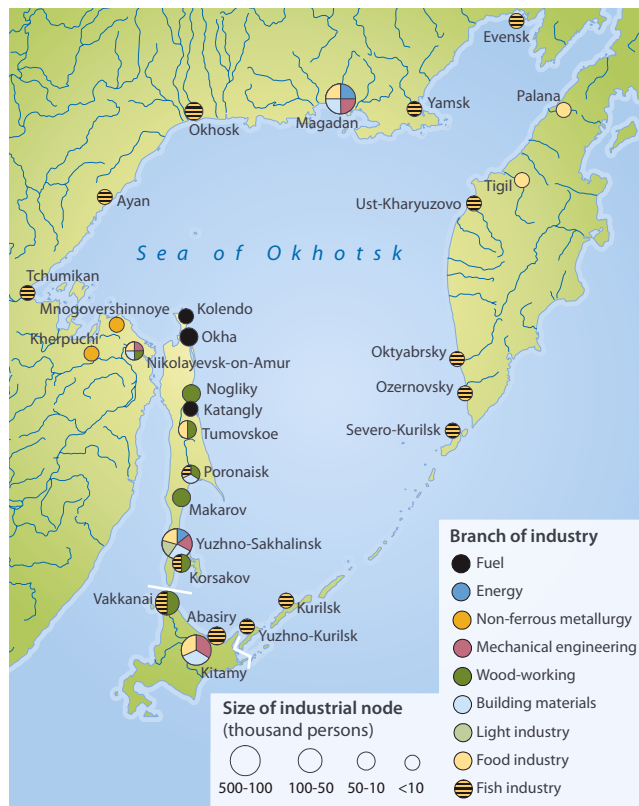 Evensk
Yamsk
Palana
Okhosk
Magadan
Tigil
Ust-Kharyuzovo
Ayan
Sea of Okhotsk
Tchumikan
Mnogovershinnoye
Kolendo
Kherpuchi
Okha
Nikolayevsk-on-Amur
Oktyabrsky
Nogliky
Ozernovsky
Katangly
Tumovskoe
Severo-Kurilsk
Poronaisk
Makarov
Yuzhno-Sakhalinsk
Korsakov
Vakkanai
Abasiry
Kurilsk
Yuzhno-Kurilsk
Kitamy
Branch of industry
Fuel
Energy
Non-ferrous metallurgy
Mechanical engineering
Wood-working
Building materials
Light industry
Food industry
Fish industry
Size of industrial node
(thousand persons)
500-100 100-50 50-10 <10